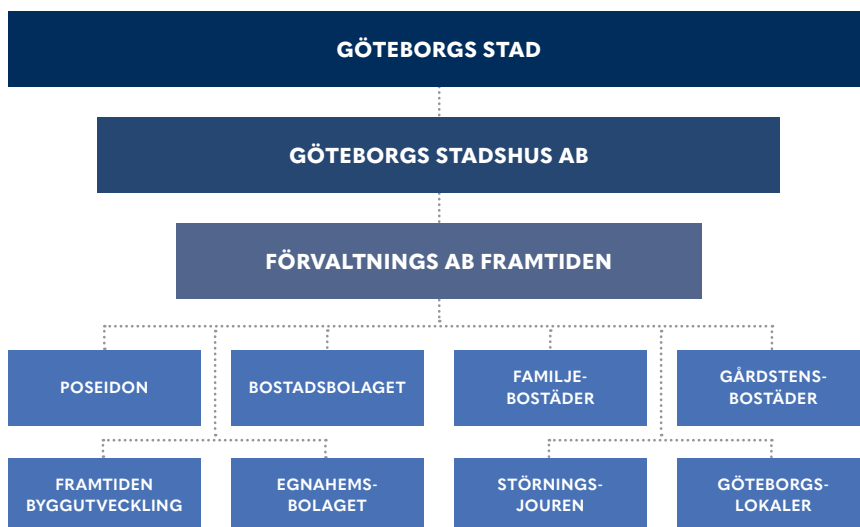 GÖTEBORGS STAD
GÖTEBORGS STADSHUS AB
FÖRVALTNINGS AB FRAMTIDEN
POSEIDON
BOSTADSBOLAGET
FAMILJE-
BOSTÄDER
GÅRDSTENS-
BOSTÄDER
FRAMTIDEN
BYGGUTVECKLING
EGNAHEMS-
BOLAGET
STÖRNINGS-
JOUREN
GÖTEBORGS-
LOKALER